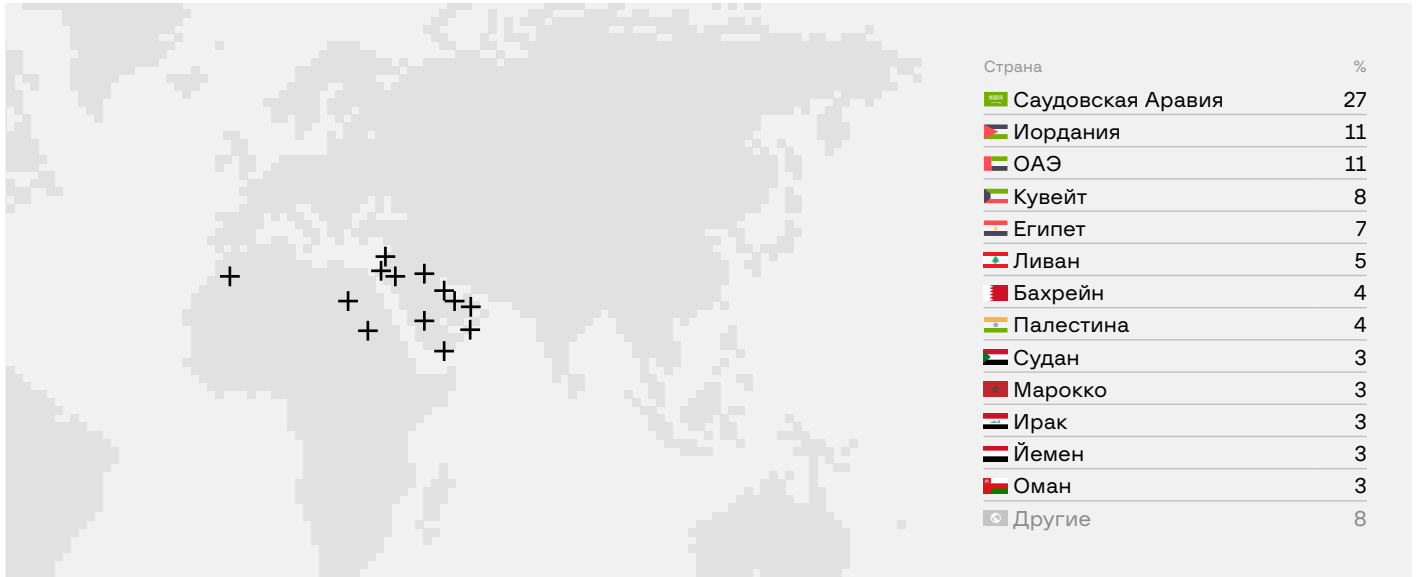 Страна %
Саудовская Аравия 27
Иордания 11
ОАЭ 11
Кувейт 8
Египет 7
Ливан 5
Бахрейн 4
Палестина 4
Судан 3
Марокко 3
Ирак 3
Йемен 3
Оман 3
Другие 8